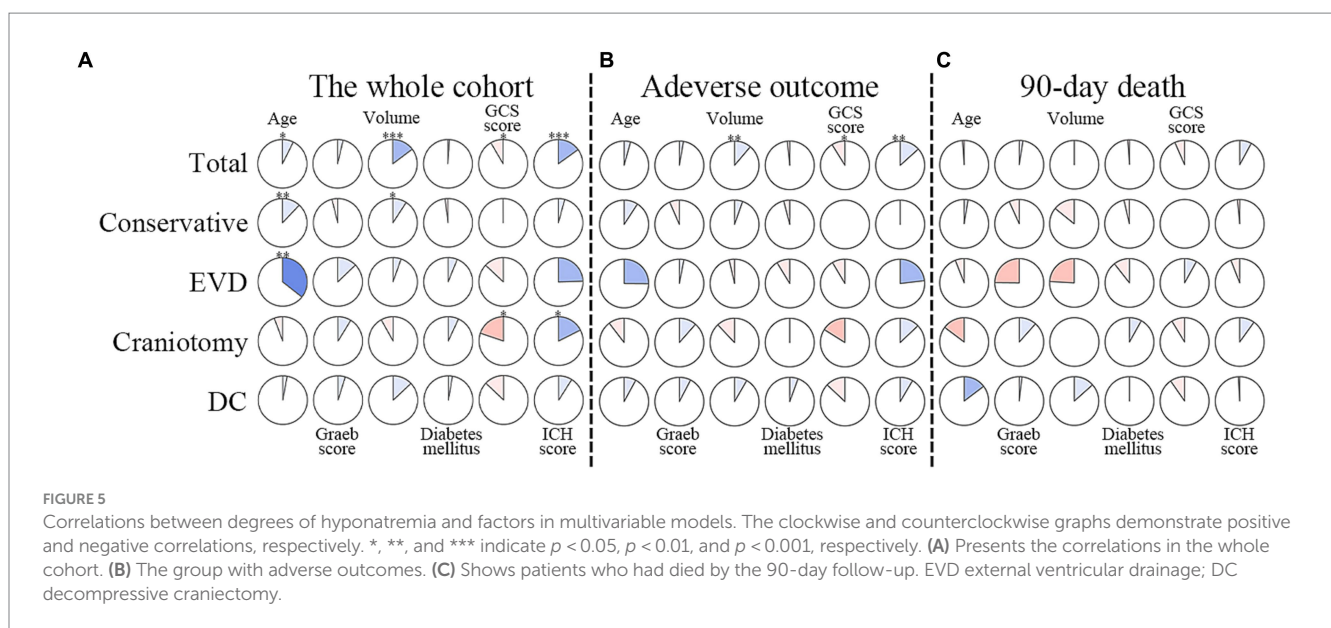 A
B
C
The whole cohort
Adeverse outcome
90-day death
Age
Volume
GCS
score
Age
Volume
GCS
score
Age
Volume
GCS
score
* *** * ***
** * **
Total
** *
Conservative
**
EVD
* *
Craniotomy
DC
Graeb
score
Diabetes
mellitus
ICH
score
Graeb
score
Diabetes
mellitus
ICH
score
Graeb
score
Diabetes
mellitus
ICH
score
FIGURE 5
Correlations between degrees of hyponatremia and factors in multivariable models. The clockwise and counterclockwise graphs demonstrate positive
and negative correlations, respectively. *, **, and *** indicate p < 0.05, p < 0.01, and p < 0.001, respectively. (A) Presents the correlations in the whole
cohort. (B) The group with adverse outcomes. (C) Shows patients who had died by the 90-day follow-up. EVD external ventricular drainage; DC
decompressive craniectomy.